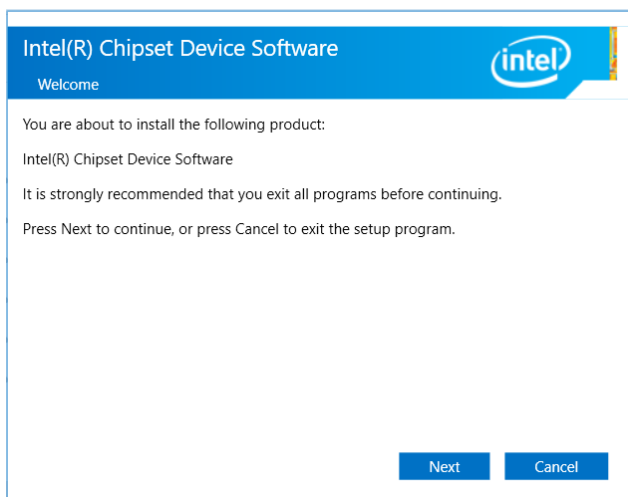 Intel(R) Chipset Device Software
intel
Welcome
You are about to install the following product:
Intel(R) Chipset Device Software
It is strongly recommended that you exit all programs before continuing.
Press Next to continue, or press Cancel to exit the setup program.
Next
Cancel